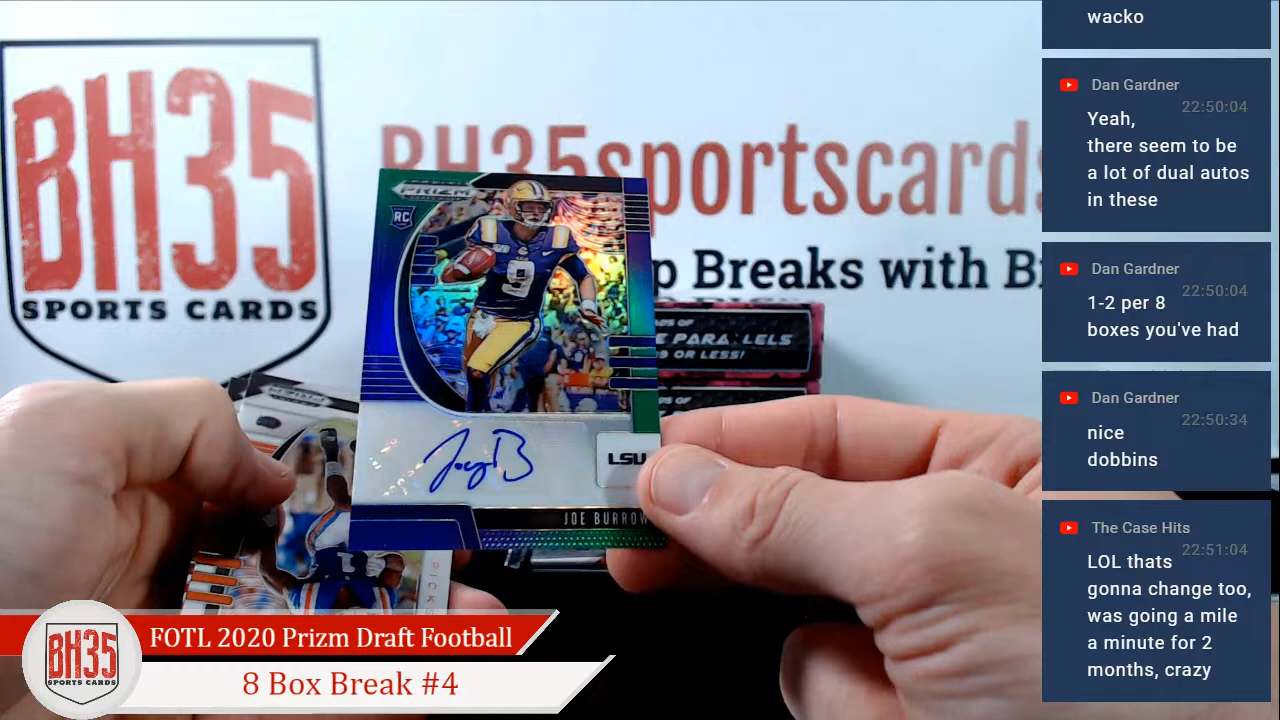 BH35
SPORTS CARDS
BH35sportscards
p Breaks with B
PRIZM
RC
9
E PARALLELS
9 OR LESS!
LSU
JOE BURROW
PICKS
BH35
SPORTS CARDS
FOTL 2020 Prizm Draft Football
8 Box Break #4
wacko
Dan Gardner
22:50:04
Yeah,
there seem to be
a lot of dual autos
in these
Dan Gardner
22:50:04
1-2 per 8
boxes you've had
Dan Gardner
22:50:34
nice
dobbins
The Case Hits
22:51:04
LOL thats
gonna change too,
was going a mile
a minute for 2
months, crazy